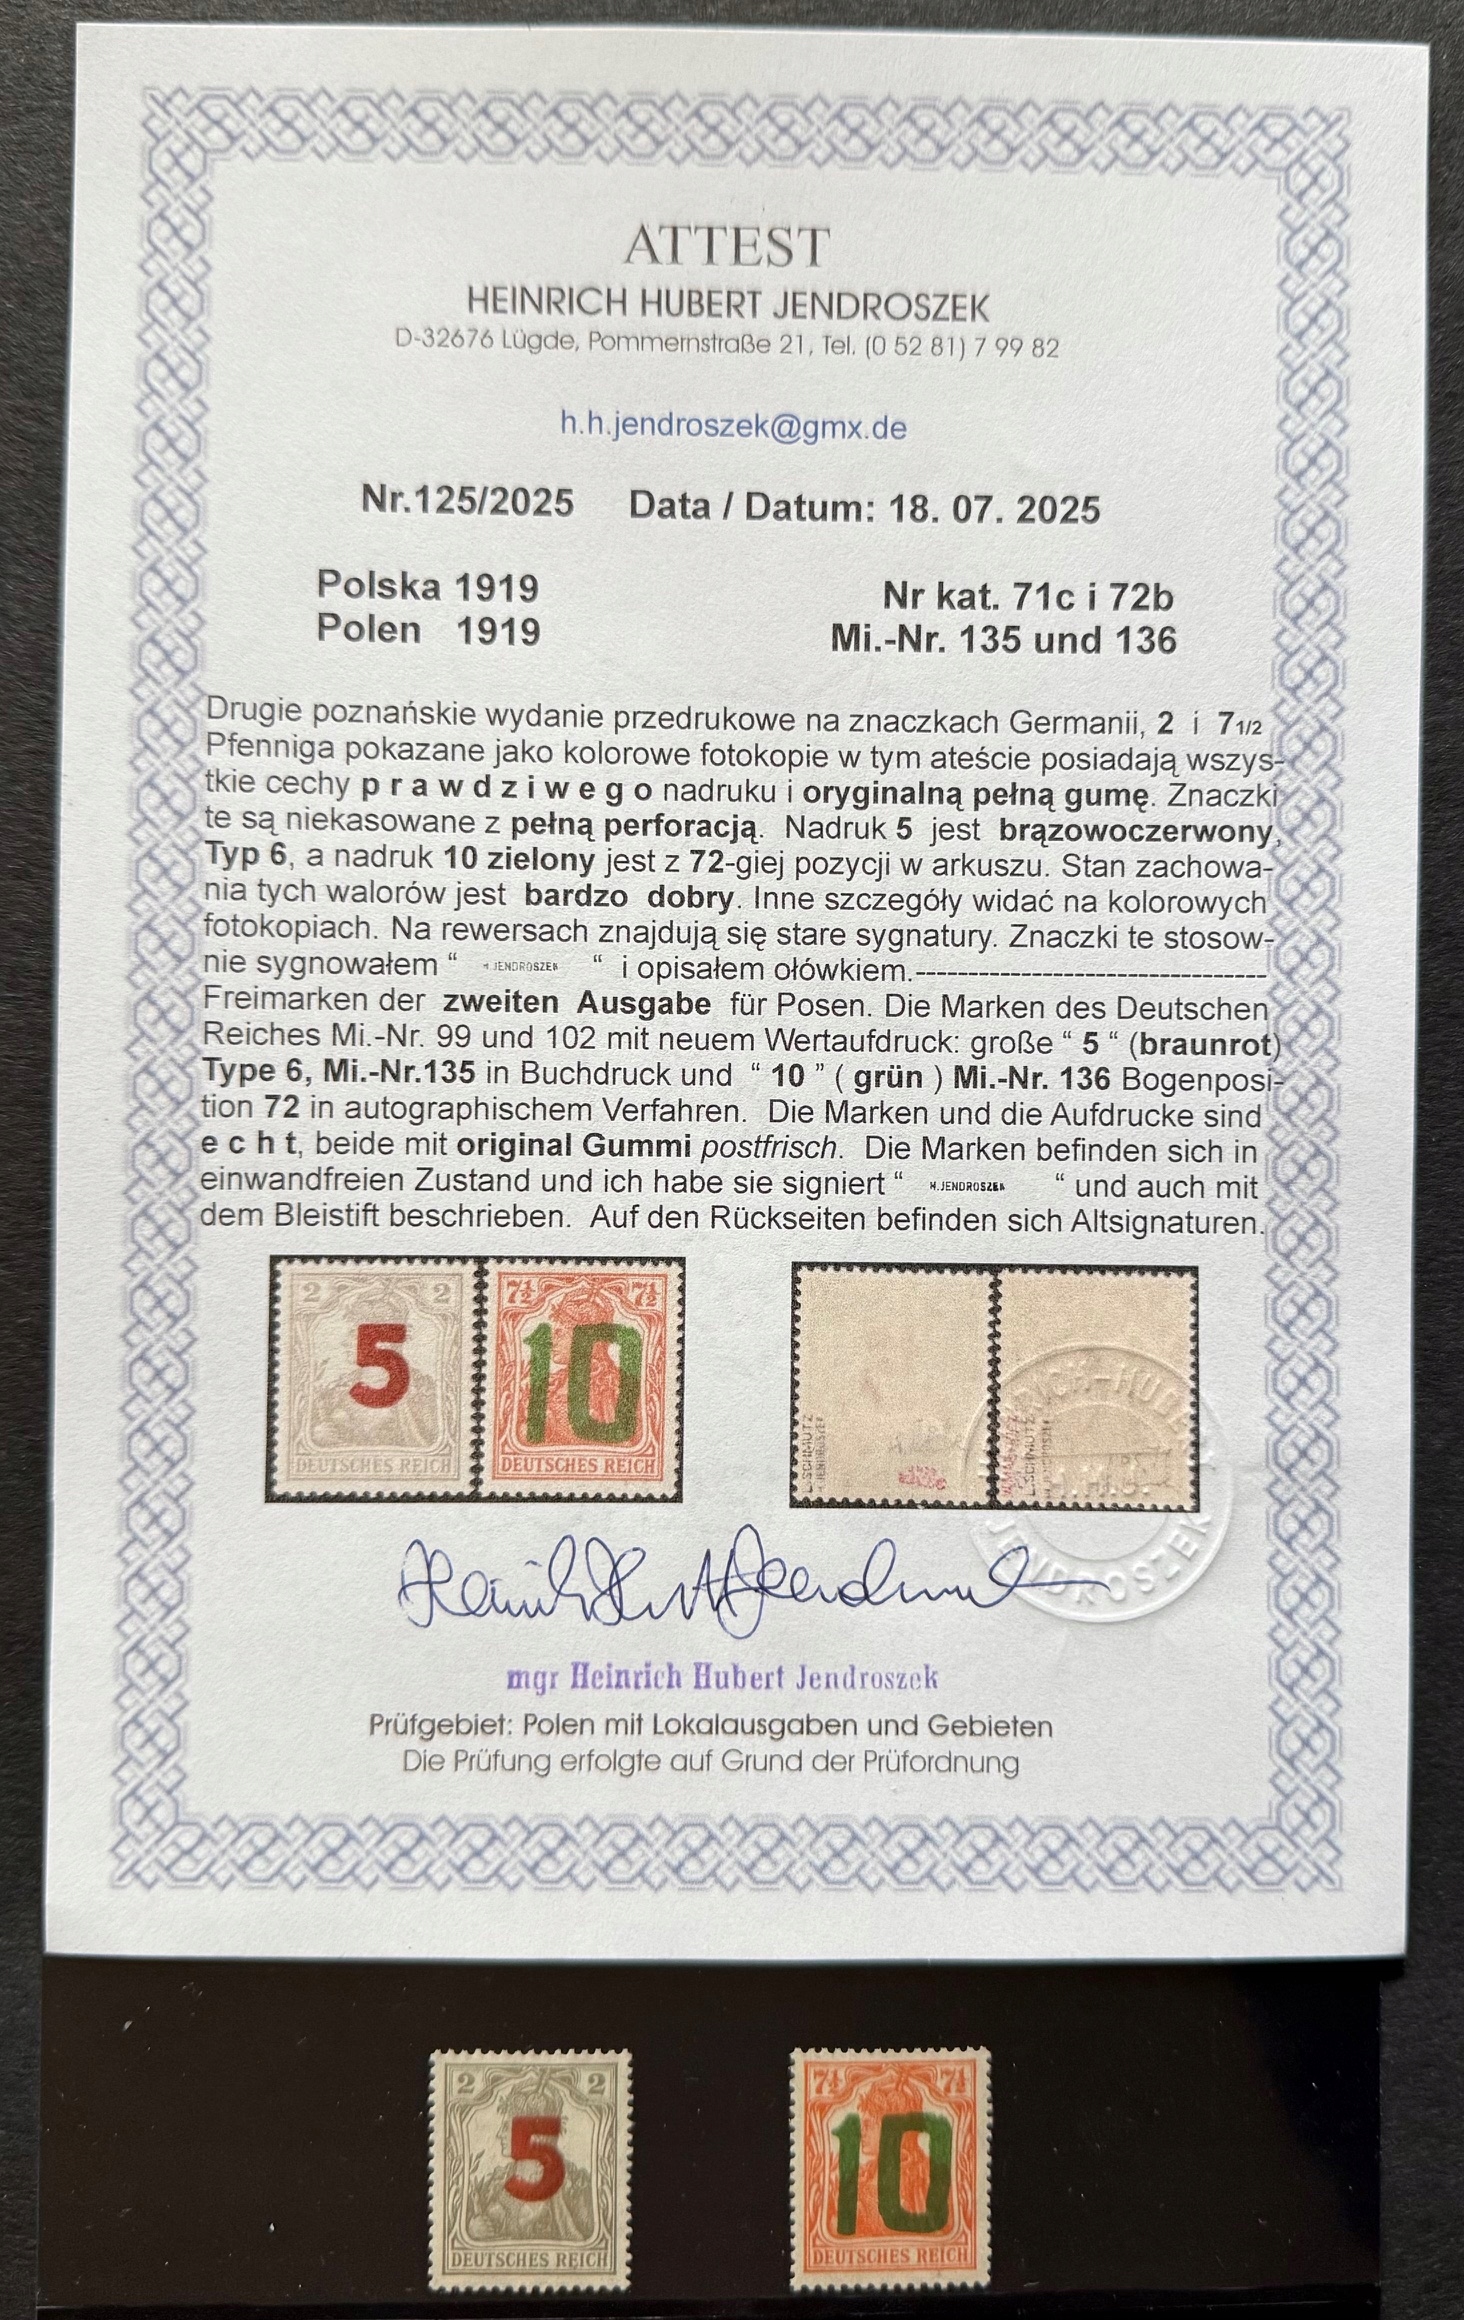 ATTEST
HEINRICH HUBERT JENDROSZEK
D-32676 Lügde, Pommernstraße 21, Tel. (0 52 81) 7 99 82
h.h.jendroszek@gmx.de
Nr.125/2025 Data / Datum: 18. 07. 2025
Polska 1919 Nr kat. 71c i 72b
Polen 1919 Mi.-Nr. 135 und 136
Drugie poznańskie wydanie przedrukowe na znaczkach Germanii, 2 i 7 1/2
Pfenniga pokazane jako kolorowe fotokopie w tym ateście posiadają wszys-
tkie cechy p r a w d z i w e g o nadruku i oryginalną pełną gumę. Znaczki
te są niekasowane z pełną perforacją. Nadruk 5 jest brązowoczerwony,
Typ 6, a nadruk 10 zielony jest z 72-giej pozycji w arkuszu. Stan zachowa-
nia tych walorów jest bardzo dobry. Inne szczegóły widać na kolorowych
fotokopiach. Na rewersach znajdują się stare sygnatury. Znaczki te stosow-
nie sygnowałem “ JENDROSZEK “ i opisałem ołówkiem.----------------------------------
Freimarken der zweiten Ausgabe für Posen. Die Marken des Deutschen
Reiches Mi.-Nr. 99 und 102 mit neuem Wertaufdruck: große “ 5 “ (braunrot)
Type 6, Mi.-Nr.135 in Buchdruck und “ 10 ” ( grün ) Mi.-Nr. 136 Bogenposi-
tion 72 in autographischem Verfahren. Die Marken und die Aufdrucke sind
e c h t, beide mit original Gummi postfrisch. Die Marken befinden sich in
einwandfreien Zustand und ich habe sie signiert “ H.JENDROSZEK “ und auch mit
dem Bleistift beschrieben. Auf den Rückseiten befinden sich Altsignaturen.
2 2 7½ 7½
5 10
DEUTSCHES REICH DEUTSCHES REICH
SCHMUTZ
JENDROSZEK
mgr Heinrich Hubert Jendroszek
Prüfgebiet: Polen mit Lokalausgaben und Gebieten
Die Prüfung erfolgte auf Grund der Prüfordnung
2 2 7½ 7½
5 10
DEUTSCHES REICH DEUTSCHES REICH